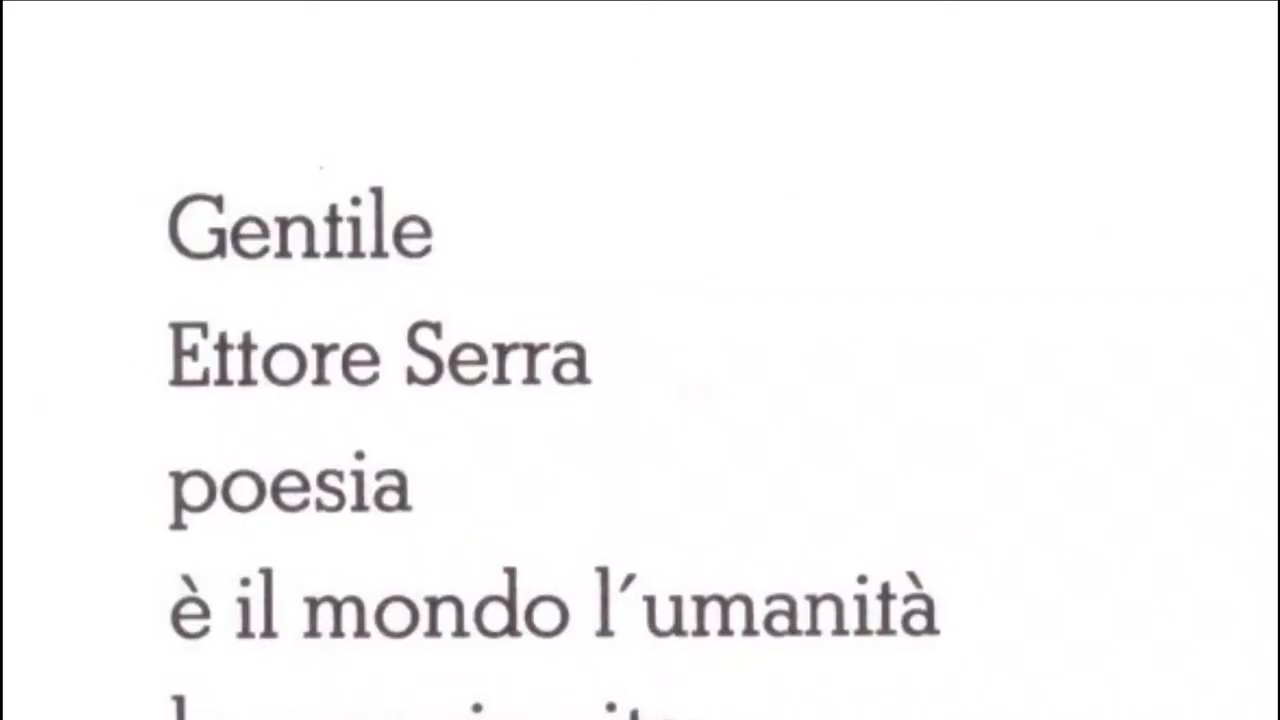 Gentile
Ettore Serra
poesia
è il mondo l´umanità